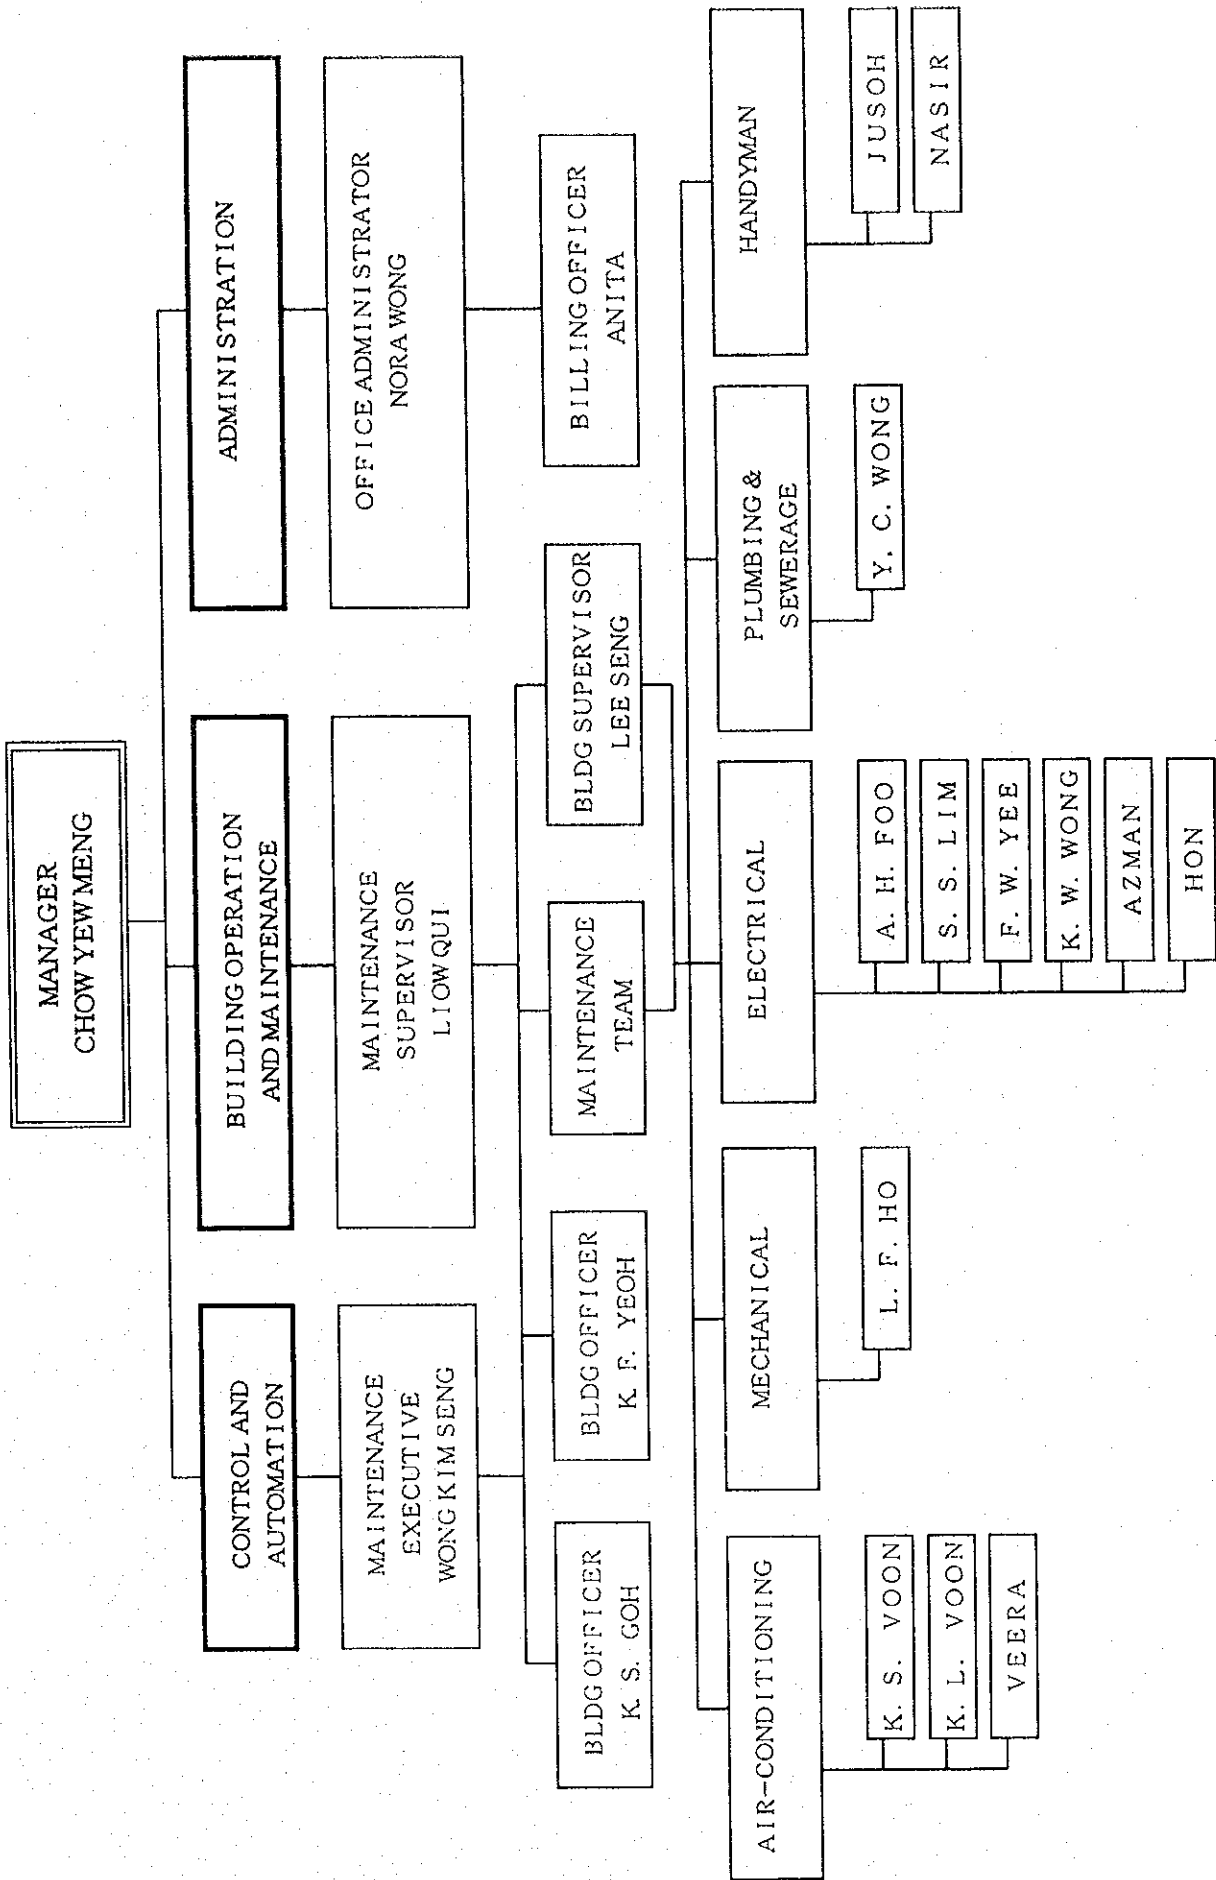 MANAGER
CHOW YEW MENG
CONTROL AND
AUTOMATION
BUILDING OPERATION
AND MAINTENANCE
ADMINISTRATION
MAINTENANCE
EXECUTIVE
WONG KIM SENG
MAINTENANCE
SUPERVISOR
LIOW QUI
OFFICE ADMINISTRATOR
NORA WONG
BLDG OFFICER
K. S. GOH
BLDG OFFICER
K. F. YEOH
MAINTENANCE
TEAM
BLDG SUPERVISOR
LEE SENG
BILLING OFFICER
ANITA
AIR-CONDITIONING
MECHANICAL
ELECTRICAL
PLUMBING &
SEWERAGE
HANDYMAN
K. S. VOON
K. L. VOON
VEERA
L. F. HO
A. H. FOO
S. S. LIM
F. W. YEE
K. W. WONG
AZMAN
HON
Y. C. WONG
JUSOH
NASIR